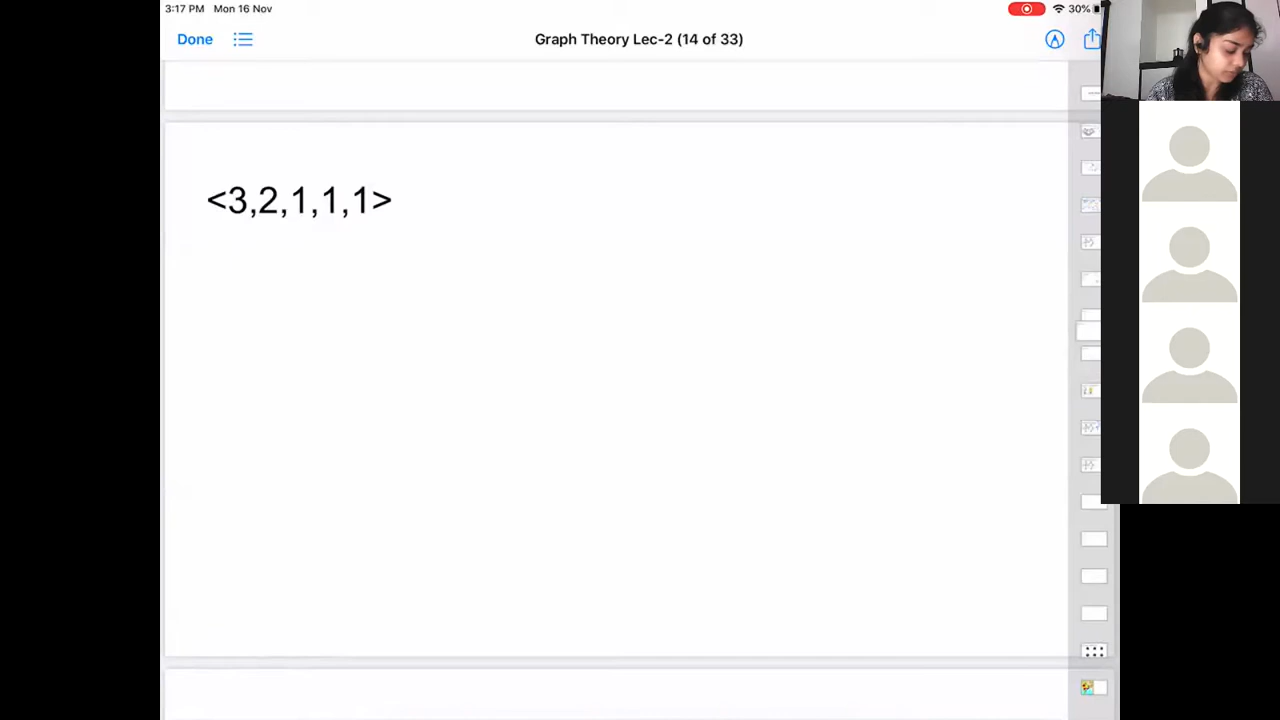 3:17 PM Mon 16 Nov 30%
Done Graph Theory Lec-2 (14 of 33)
<3,2,1,1,1>